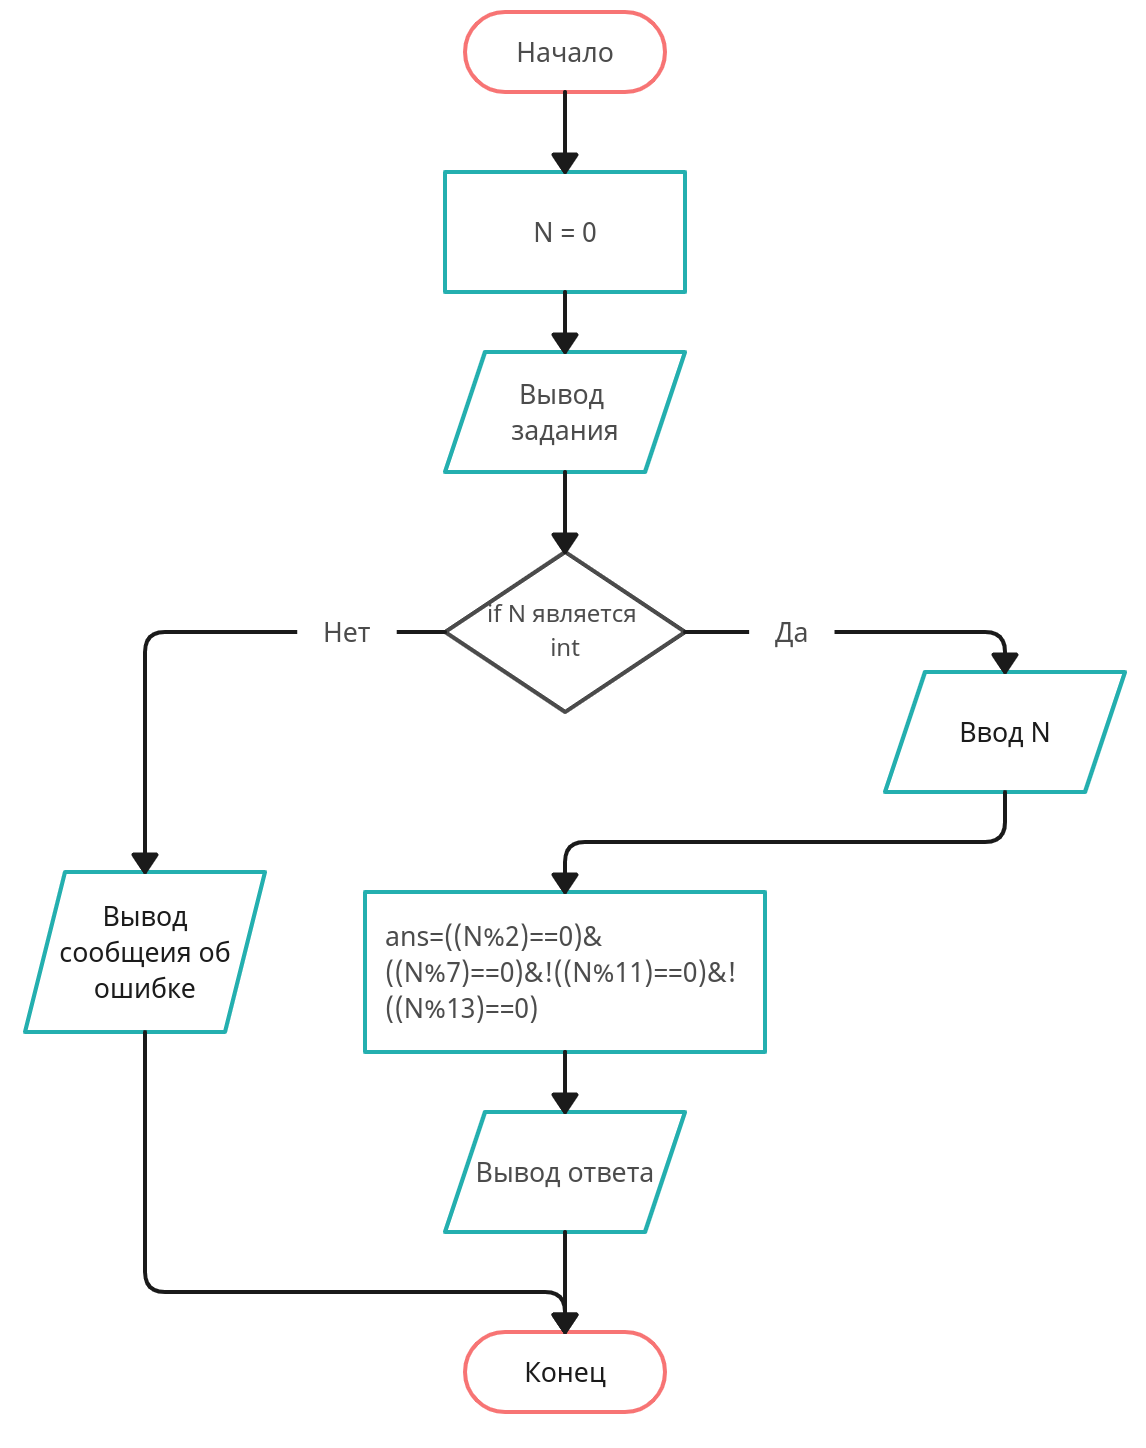 Начало
N = 0
Вывод
задания
if N является
int
Нет
Да
Ввод N
Вывод
сообщеия об
ошибке
ans=((N%2)==0)&
((N%7)==0)&!((N%11)==0)&!
((N%13)==0)
Вывод ответа
Конец